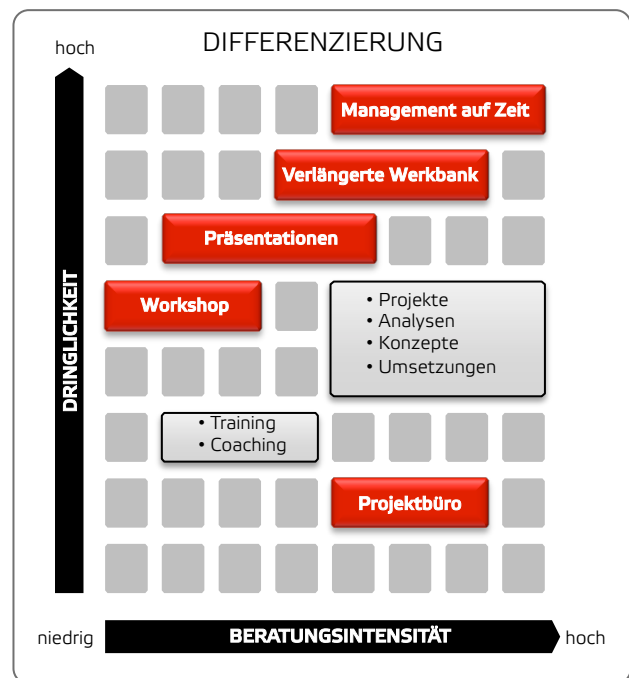 DIFFERENZIERUNG
hoch
Management auf Zeit
Verlängerte Werkbank
Präsentationen
Workshop
• Projekte
• Analysen
• Konzepte
• Umsetzungen
• Training
• Coaching
Projektbüro
DRINGLICHKEIT
niedrig
BERATUNGSINTENSITÄT
hoch